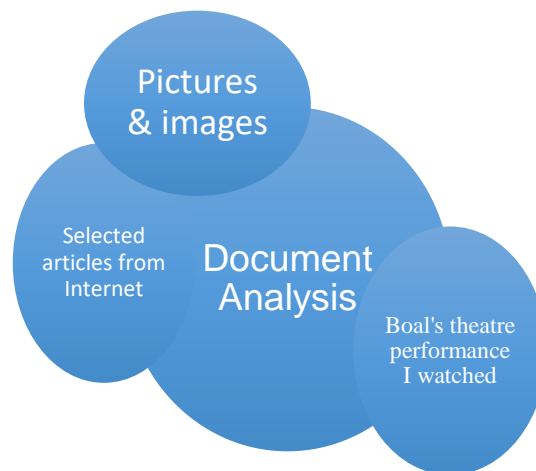 Pictures
& images
Selected
articles from
Internet
Document
Analysis
Boal's theatre
performance
I watched